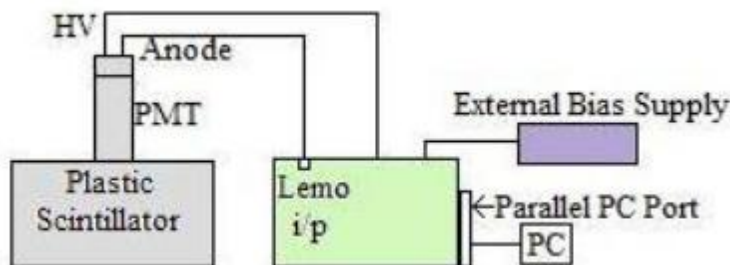 HV
Anode
PMT
External Bias Supply
Plastic
Scintillator
Lemo
i/p
Parallel PC Port
PC